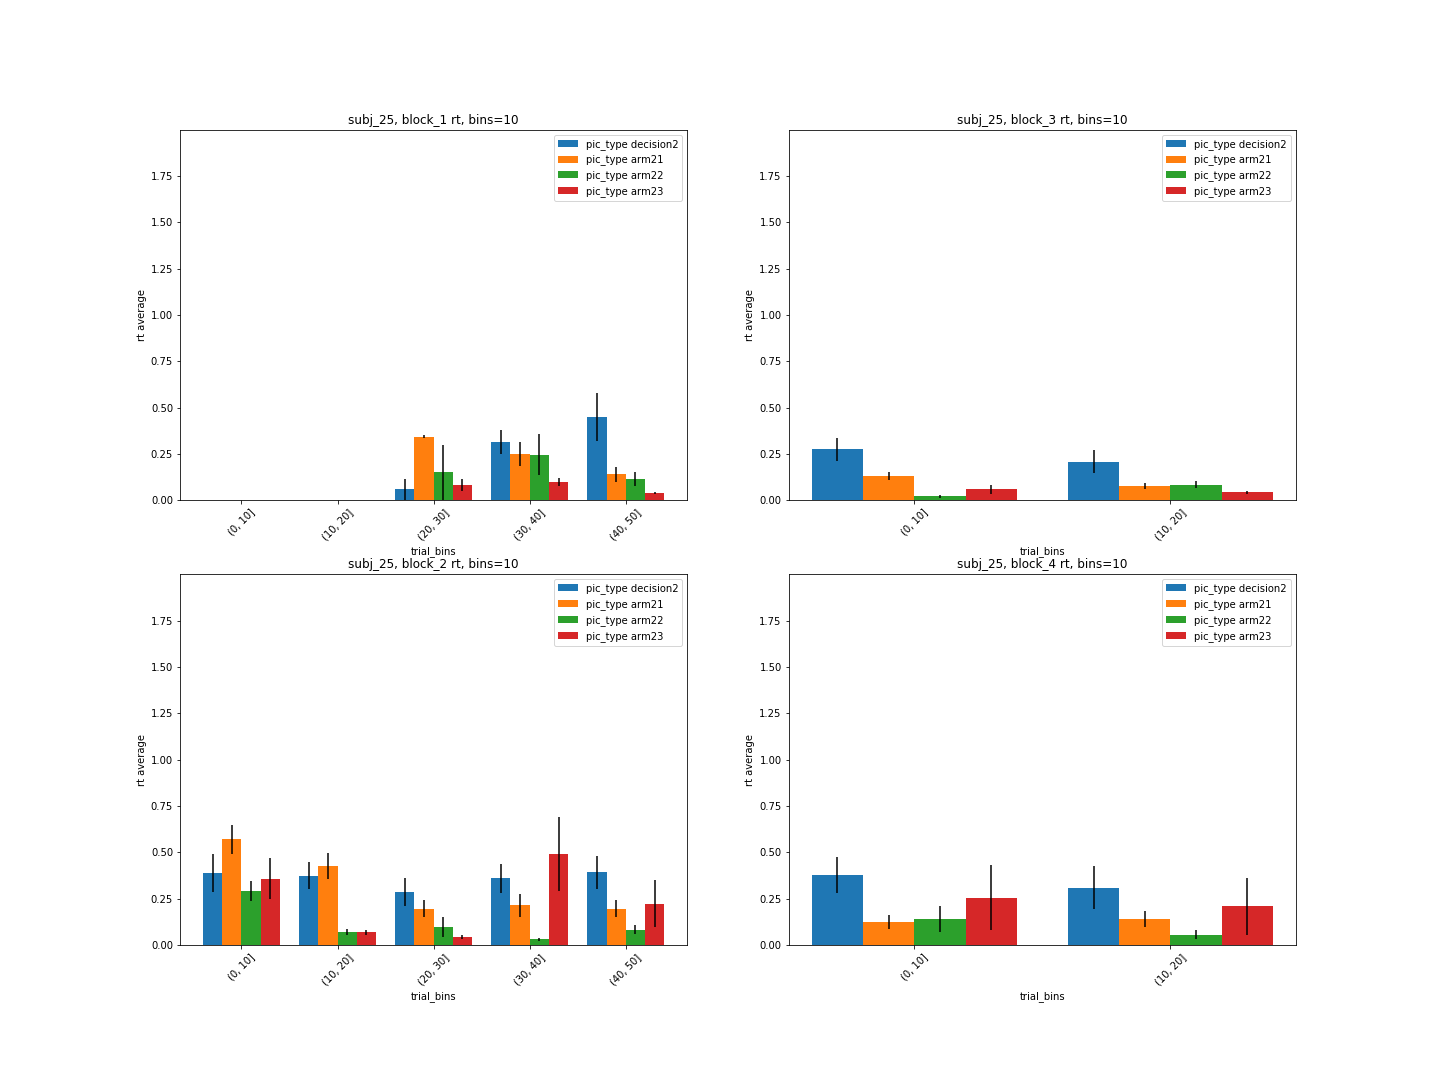 subj_25, block_1 rt, bins=10
pic_type decision2
pic_type arm21
pic_type arm22
pic_type arm23
1.75
1.50
1.25
1.00
0.75
0.50
0.25
0.00
rt average
(0, 10]
(10, 20]
(20, 30]
(30, 40]
(40, 50]
trial_bins
subj_25, block_3 rt, bins=10
pic_type decision2
pic_type arm21
pic_type arm22
pic_type arm23
1.75
1.50
1.25
1.00
0.75
0.50
0.25
0.00
rt average
(0, 10]
(10, 20]
trial_bins
subj_25, block_2 rt, bins=10
pic_type decision2
pic_type arm21
pic_type arm22
pic_type arm23
1.75
1.50
1.25
1.00
0.75
0.50
0.25
0.00
rt average
(0, 10]
(10, 20]
(20, 30]
(30, 40]
(40, 50]
trial_bins
subj_25, block_4 rt, bins=10
pic_type decision2
pic_type arm21
pic_type arm22
pic_type arm23
1.75
1.50
1.25
1.00
0.75
0.50
0.25
0.00
rt average
(0, 10]
(10, 20]
trial_bins